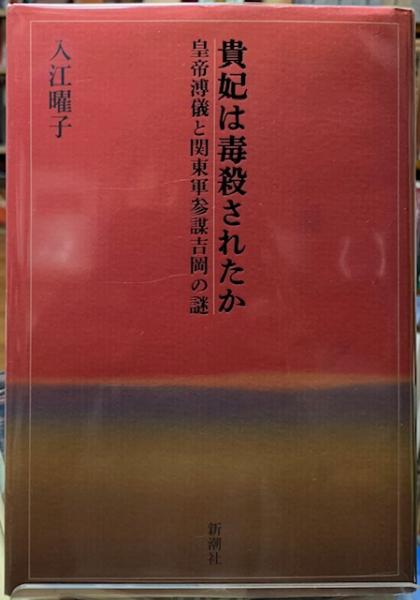 貴妃は毒殺されたか
皇帝溥儀と関東軍参謀吉岡の謎
入江曜子
新潮社